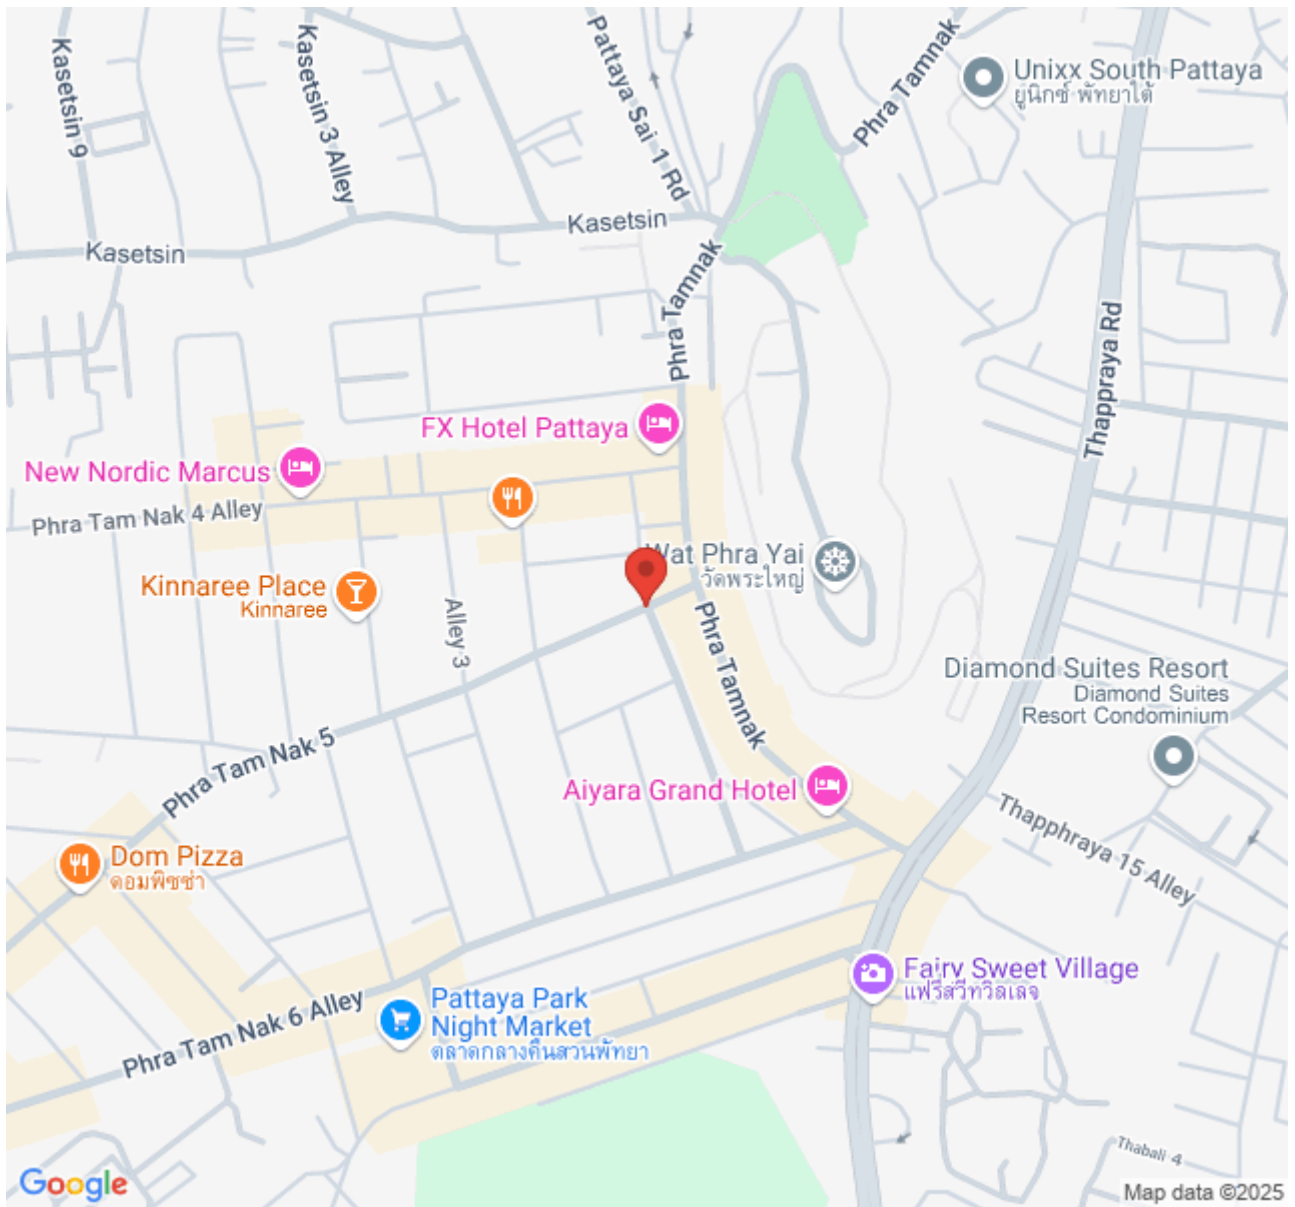 Kasetsin 9
Kasetsin 3 Alley
Pattaya Sai 1 Rd
Phra Tamnak
Unixx South Pattaya
ยูนิกซ์ พัทยาใต้
Kasetsin
Kasetsin
Phra Tamnak
Thappraya Rd
FX Hotel Pattaya
New Nordic Marcus
Phra Tam Nak 4 Alley
Wat Phra Yai
วัดพระใหญ่
Kinnaree Place
Kinnaree
Alley 3
Phra Tamnak
Diamond Suites Resort
Diamond Suites
Resort Condominium
Phra Tam Nak 5
Aiyara Grand Hotel
Thapphraya 15 Alley
Dom Pizza
ดอมพิซซ่า
Fairy Sweet Village
แฟรี่สวีทวิลเลจ
Pattaya Park
Night Market
ตลาดกลางคืนสวนพัทยา
Phra Tam Nak 6 Alley
Thabali 4
Google
Map data ©2025